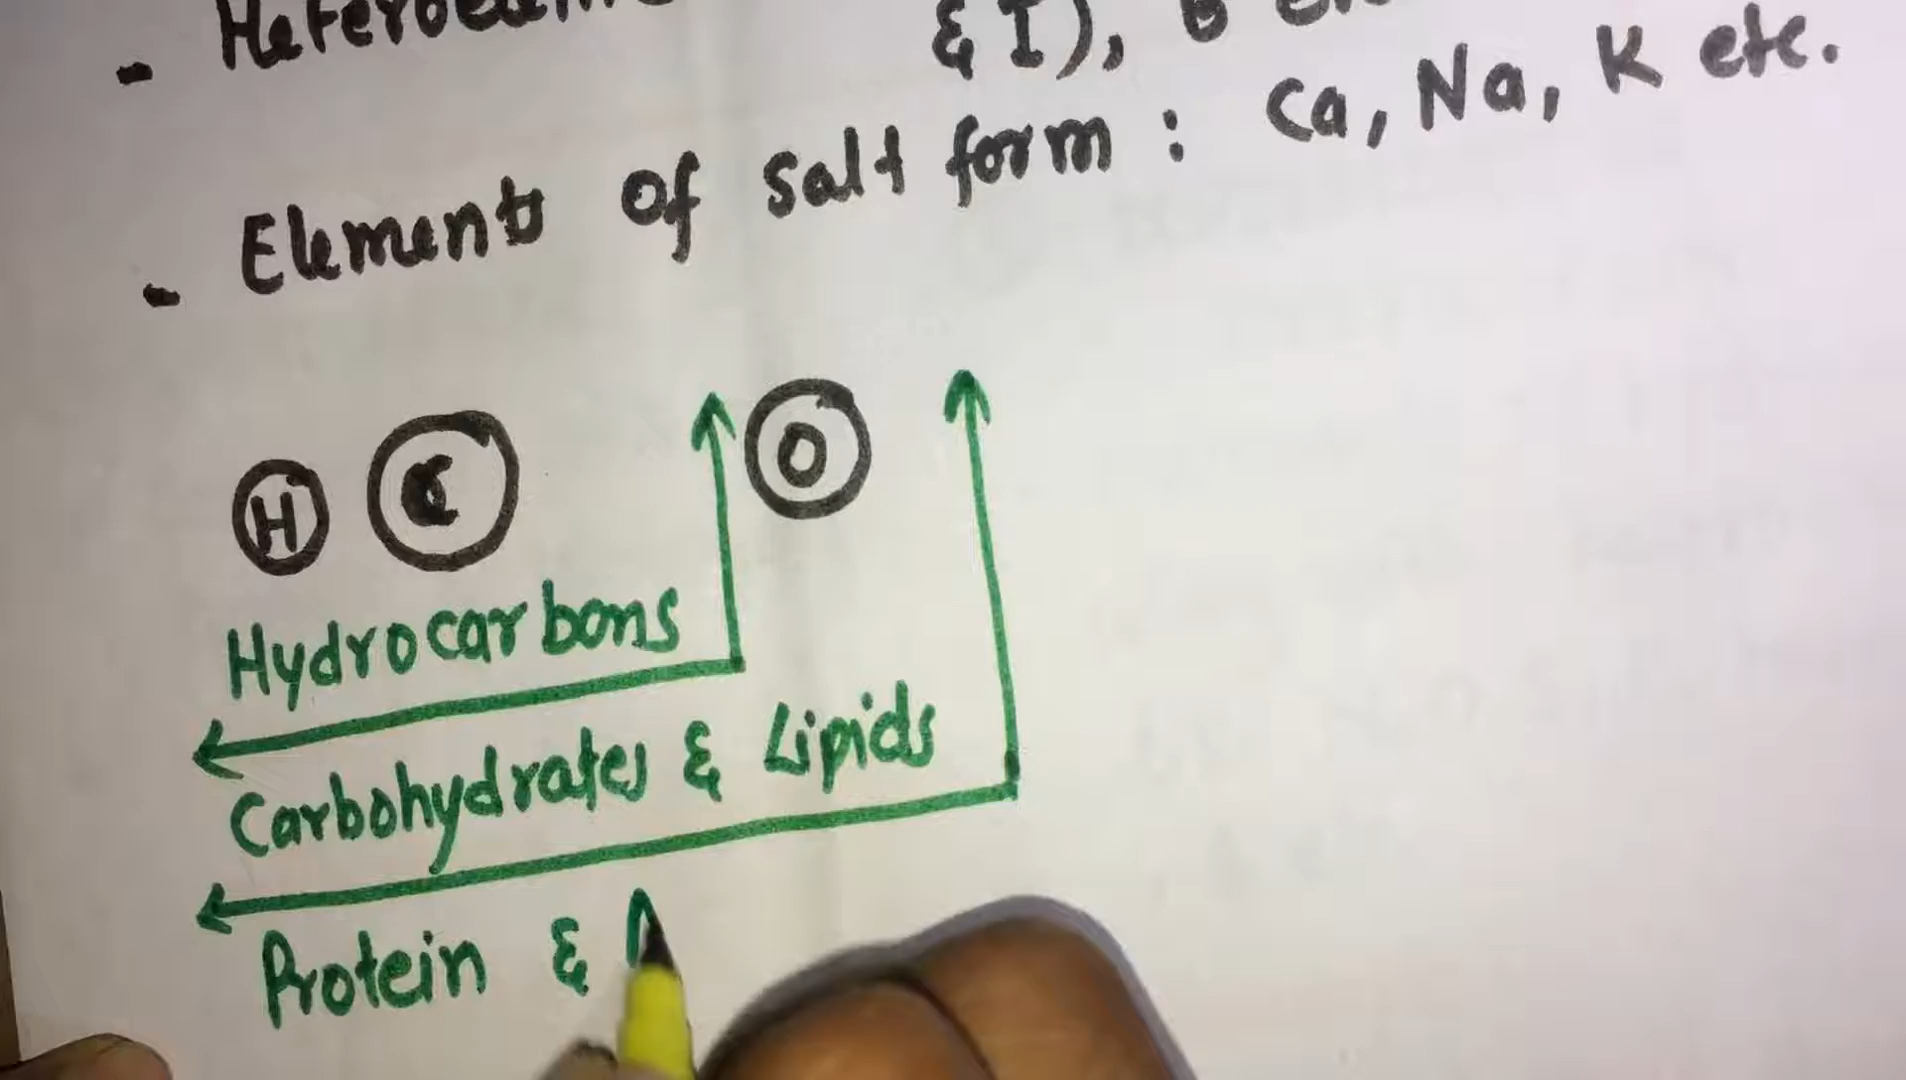 & I),
- Elements of salt form : Ca, Na, K etc.
H C O
Hydrocarbons
Carbohydrates & Lipids
Protein &